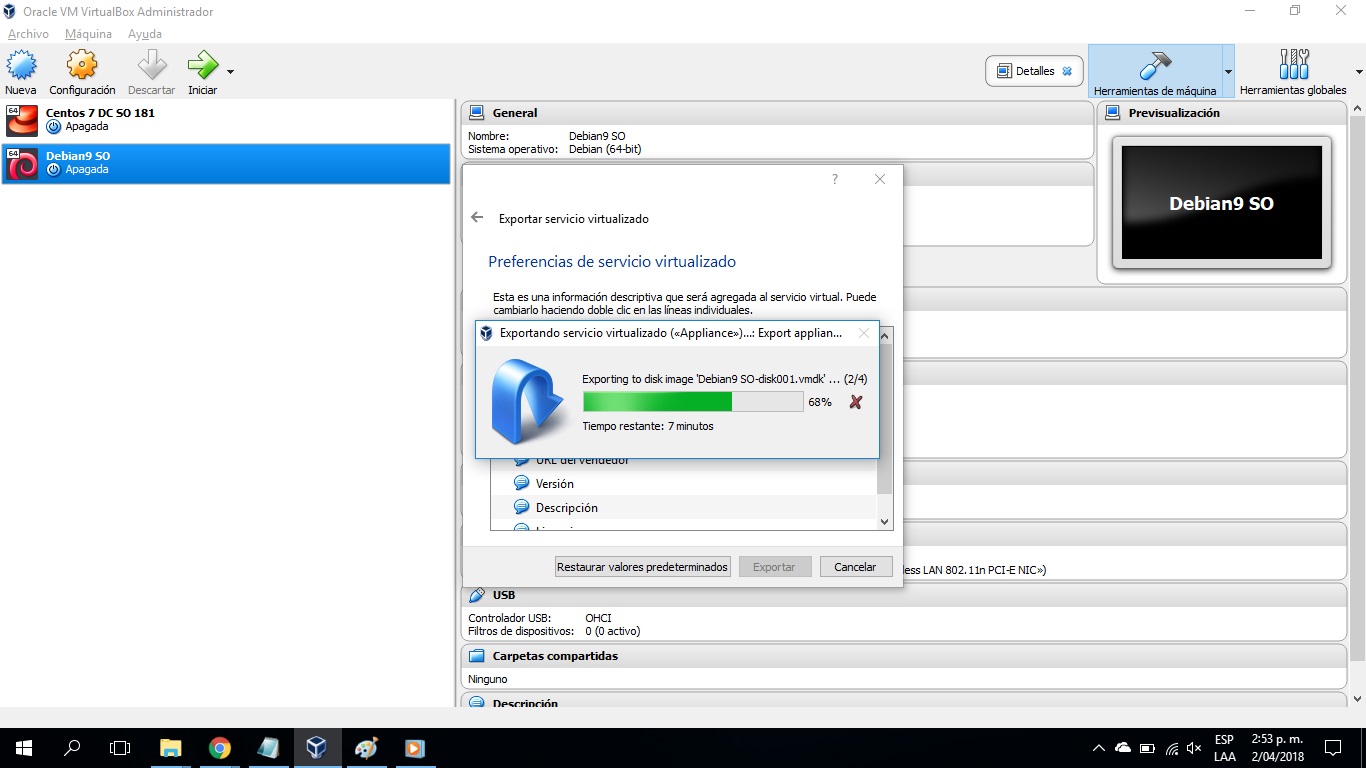 Oracle VM VirtualBox Administrador
Archivo Máquina Ayuda
Nueva Configuración Descartar Iniciar
Detalles
Herramientas de máquina
Herramientas globales
64
Centos 7 DC SO 181
Apagada
64
Debian9 SO
Apagada
General
Nombre: Debian9 SO
Sistema operativo: Debian (64-bit)
Previsualización
Debian9 SO
?
Exportar servicio virtualizado
Preferencias de servicio virtualizado
Esta es una información descriptiva que será agregada al servicio virtual. Puede
cambiarlo haciendo doble clic en las líneas individuales.
Exportando servicio virtualizado («Appliance»)...: Export applian...
Exporting to disk image 'Debian9 SO-disk001.vmdk' ... (2/4)
68%
Tiempo restante: 7 minutos
URL del vendedor
Versión
Descripción
Restaurar valores predeterminados Exportar Cancelar
less LAN 802.11n PCI-E NIC»)
USB
Controlador USB: OHCI
Filtros de dispositivos: 0 (0 activo)
Carpetas compartidas
Ninguno
Descripción
ESP
LAA
2:53 p. m.
2/04/2018